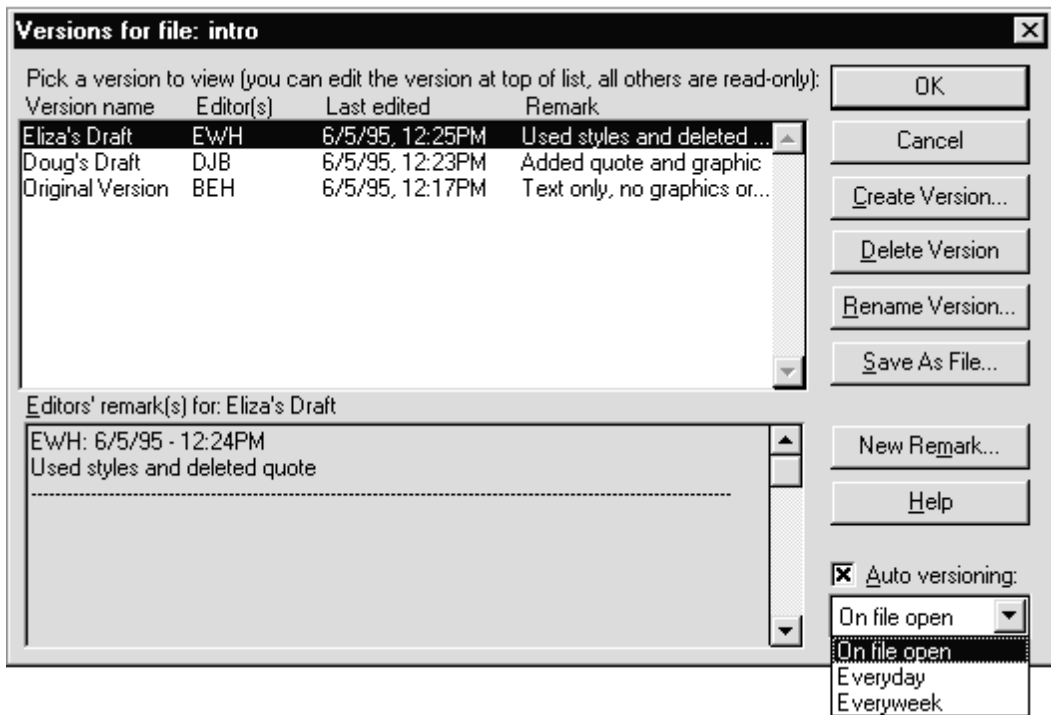 Versions for file: intro
Pick a version to view (you can edit the version at top of list, all others are read-only):
Version name Editor(s) Last edited Remark
Eliza's Draft EWH 6/5/95, 12:25PM Used styles and deleted ...
Doug's Draft DJB 6/5/95, 12:23PM Added quote and graphic
Original Version BEH 6/5/95, 12:17PM Text only, no graphics or...
OK
Cancel
Create Version...
Delete Version
Rename Version...
Save As File...
Editors' remark(s) for: Eliza's Draft
EWH: 6/5/95 - 12:24PM
Used styles and deleted quote
New Remark...
Help
Auto versioning:
On file open
On file open
Everyday
Everyweek